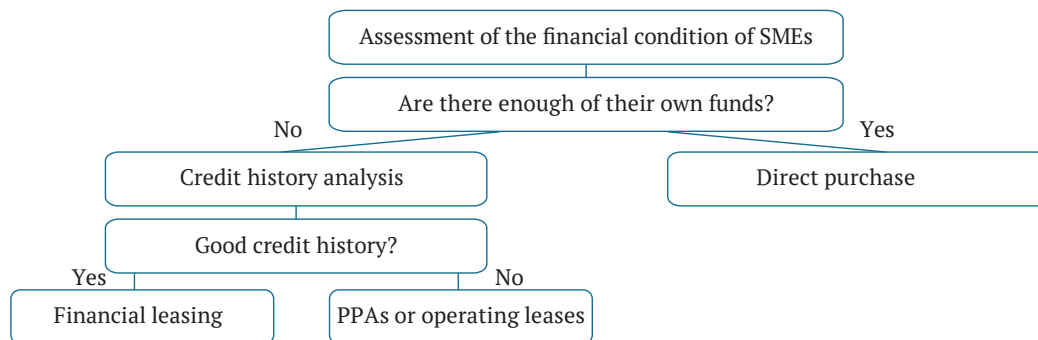 Assessment of the financial condition of SMEs
Are there enough of their own funds?
No
Yes
Credit history analysis
Direct purchase
Good credit history?
Yes
No
Financial leasing
PPAs or operating leases